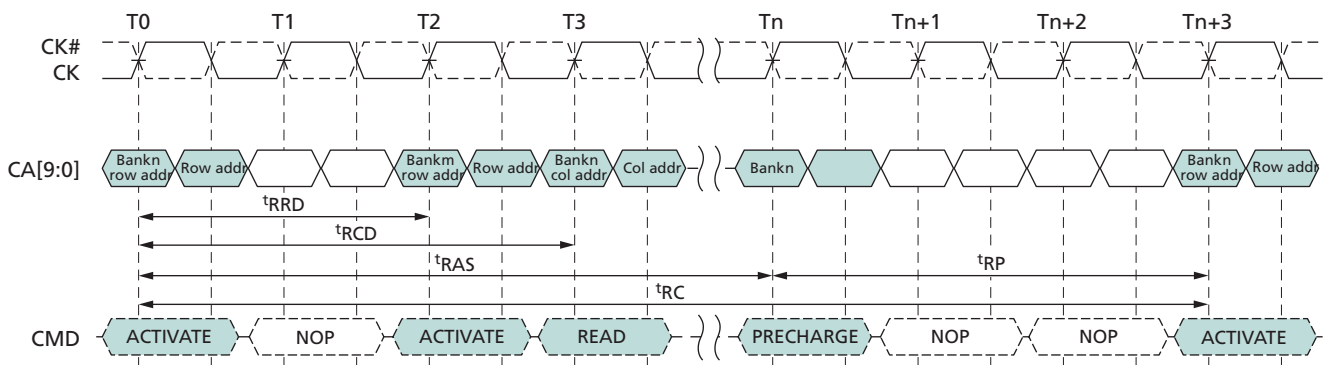 T0 T1 T2 T3 Tn Tn+1 Tn+2 Tn+3
CK#
CK
CA[9:0]
Bankn
row addr
Row addr
Bankm
row addr
Row addr
Bankn
col addr
Col addr
Bankn
Bankn
row addr
Row addr
tRRD
tRCD
tRAS tRP
tRC
CMD ACTIVATE NOP ACTIVATE READ PRECHARGE NOP NOP ACTIVATE